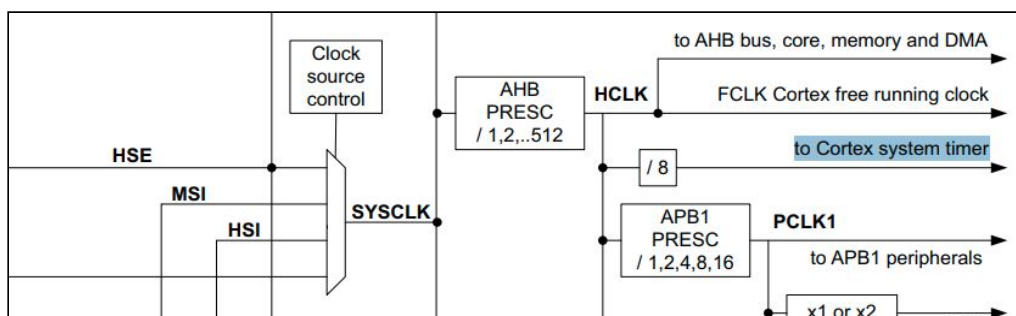 Clock
source
control
to AHB bus, core, memory and DMA
AHB
PRESC
/ 1,2,..512
HCLK
FCLK Cortex free running clock
HSE
to Cortex system timer
/ 8
MSI
SYSCLK
HSI
APB1
PRESC
/ 1,2,4,8,16
PCLK1
to APB1 peripherals
x1 or x2